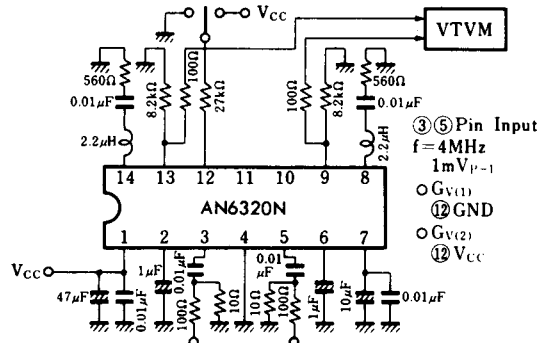 Vcc
VTVM
560Ω
0.01μF
2.2μH
8.2kΩ
100Ω
27kΩ
100Ω
8.2kΩ
560Ω
0.01μF
2.2μH
③⑤Pin Input
f=4MHz
1mVP-1
○ GV(1)
⑫GND
○ GV(2)
⑫VCC
14 13 12 11 10 9 8
AN6320N
1 2 3 4 5 6 7
Vcc
47μF
0.01μF
1μF
0.01μF
100Ω
10Ω
0.01
μF
10Ω
100Ω
1μF
10μF
0.01μF